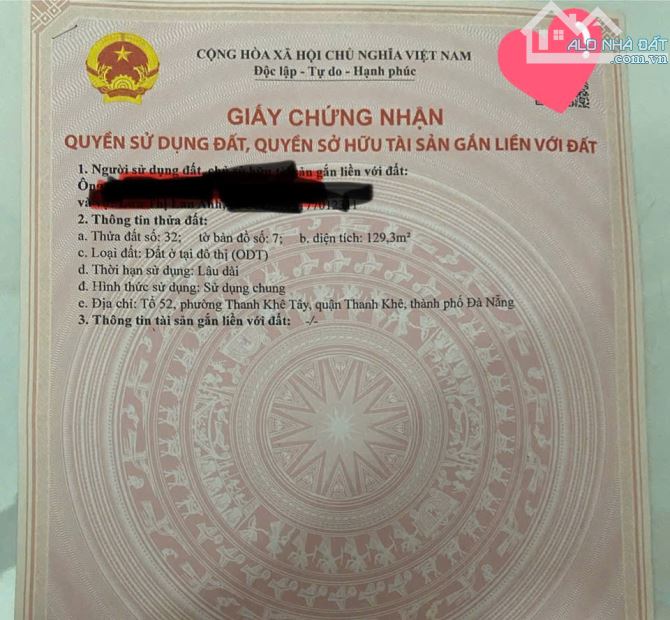 ALO NHÀ ĐẤT
.com.vn
CỘNG HÒA XÃ HỘI CHỦ NGHĨA VIỆT NAM
Độc lập - Tự do - Hạnh phúc
GIẤY CHỨNG NHẬN
QUYỀN SỬ DỤNG ĐẤT, QUYỀN SỞ HỮU TÀI SẢN GẮN LIỀN VỚI ĐẤT
1. Người sử dụng đất, gắn liền với đất:
Ông
2. Thông tin thửa đất:
a. Thửa đất số: 32; tờ bản đồ số: 7; b. diện tích: 129,3m²
c. Loại đất: Đất ở tại đô thị (ODT)
d. Thời hạn sử dụng: Lâu dài
đ. Hình thức sử dụng: Sử dụng chung
e. Địa chỉ: Tổ 52, phường Thanh Khê Tây, quận Thanh Khê, thành phố Đà Nẵng
3. Thông tin tài sản gắn liền với đất: -/-